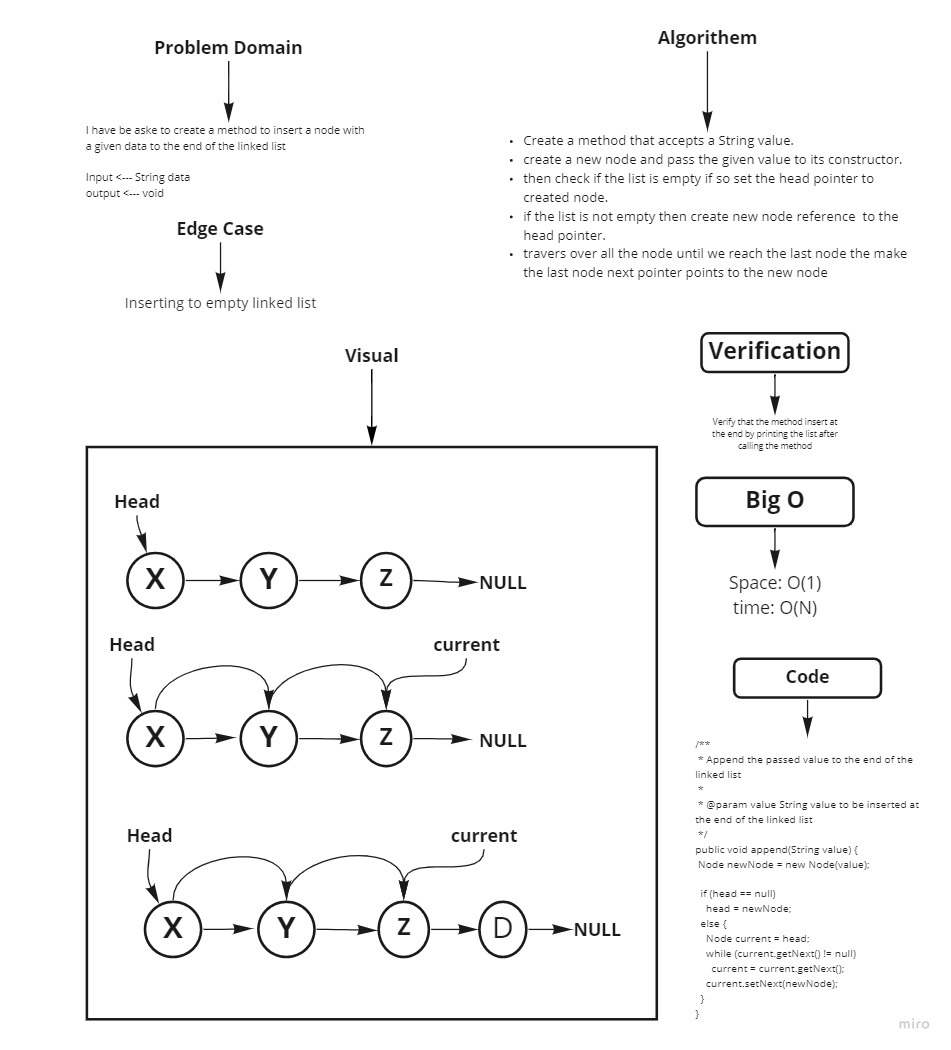 Problem Domain
I have be aske to create a method to insert a node with
a given data to the end of the linked list
Input <--- String data
output <--- void
Edge Case
Inserting to empty linked list
Algorithem
• Create a method that accepts a String value.
• create a new node and pass the given value to its constructor.
• then check if the list is empty if so set the head pointer to
created node.
• if the list is not empty then create new node reference  to the
head pointer.
• travers over all the node until we reach the last node the make
the last node next pointer points to the new node
Visual
Head
X Y Z NULL
Head current
X Y Z NULL
Head current
X Y Z D NULL
Verification
Verify that the method insert at
the end by printing the list after
calling the method
Big O
Space: O(1)
time: O(N)
Code
/**
* Append the passed value to the end of the
linked list
*
* @param value String value to be inserted at
the end of the linked list
*/
public void append(String value) {
Node newNode = new Node(value);
if (head == null)
head = newNode;
else {
Node current = head;
while (current.getNext() != null)
current = current.getNext();
current.setNext(newNode);
}
}
miro